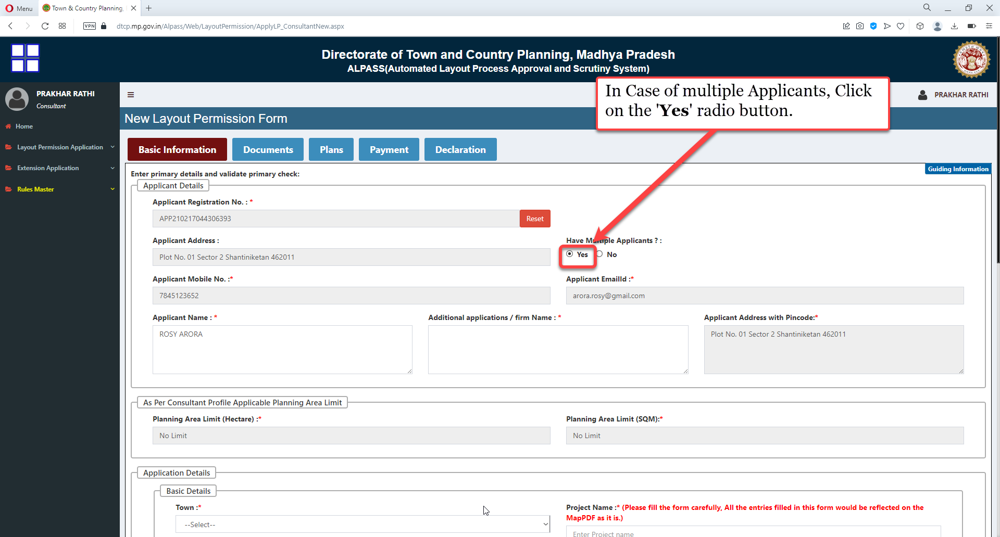 Menu
Town & Country Planning,
VPN
dtcp.mp.gov.in/Alpass/Web/LayoutPermission/ApplyLP_ConsultantNew.aspx
Directorate of Town and Country Planning, Madhya Pradesh
ALPASS(Automated Layout Process Approval and Scrutiny System)
PRAKHAR RATHI
Consultant
Home
Layout Permission Application
Extension Application
Rules Master
In Case of multiple Applicants, Click
on the 'Yes' radio button.
PRAKHAR RATHI
New Layout Permission Form
Basic Information Documents Plans Payment Declaration
Guiding Information
Enter primary details and validate primary check:
Applicant Details
Applicant Registration No. : *
APP210217044306393 Reset
Applicant Address : Have Multiple Applicants ? :
Plot No. 01 Sector 2 Shantiniketan 462011 Yes No
Applicant Mobile No. :* Applicant EmailId :*
7845123652 arora.rosy@gmail.com
Applicant Name : * Additional applications / firm Name : * Applicant Address with Pincode:*
ROSY ARORA Plot No. 01 Sector 2 Shantiniketan 462011
As Per Consultant Profile Applicable Planning Area Limit
Planning Area Limit (Hectare) :* Planning Area Limit (SQM):*
No Limit No Limit
Application Details
Basic Details
Town :* Project Name :* (Please fill the form carefully, All the entries filled in this form would be reflected on the
MapPDF as it is.)
--Select--
Enter Project name